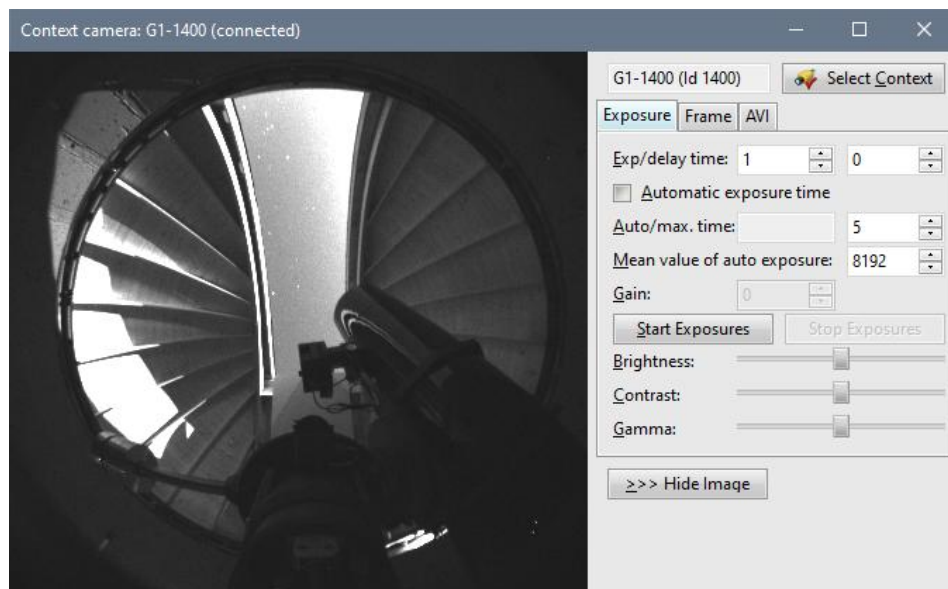 Context camera: G1-1400 (connected)
G1-1400 (Id 1400) Select Context
Exposure Frame AVI
Exp/delay time: 1 0
Automatic exposure time
Auto/max. time: 5
Mean value of auto exposure: 8192
Gain: 0
Start Exposures Stop Exposures
Brightness:
Contrast:
Gamma:
>>> Hide Image